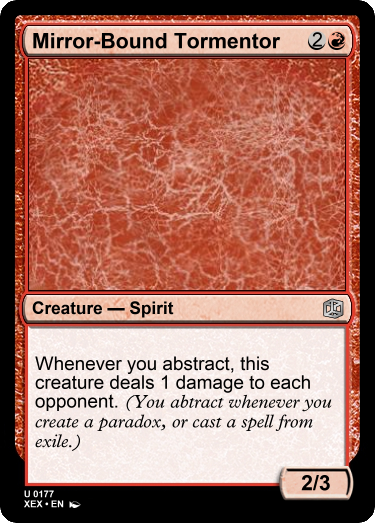 Mirror-Bound Tormentor 2
Creature — Spirit
Whenever you abstract, this
creature deals 1 damage to each
opponent. (You abtract whenever you
create a paradox, or cast a spell from
exile.)
2/3
U 0177
XEX • EN